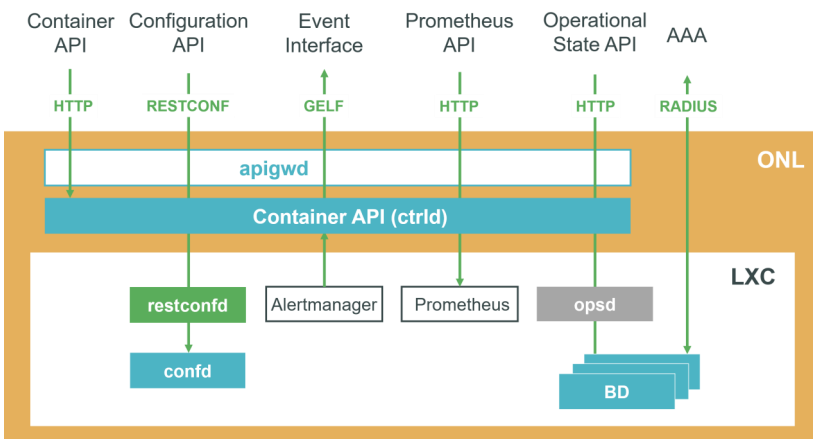 Container API
Configuration API
Event Interface
Prometheus API
Operational State API
AAA
HTTP
RESTCONF
GELF
HTTP
HTTP
RADIUS
ONL
apigwd
Container API (ctrld)
LXC
restconfd
Alertmanager
Prometheus
opsd
confd
BD